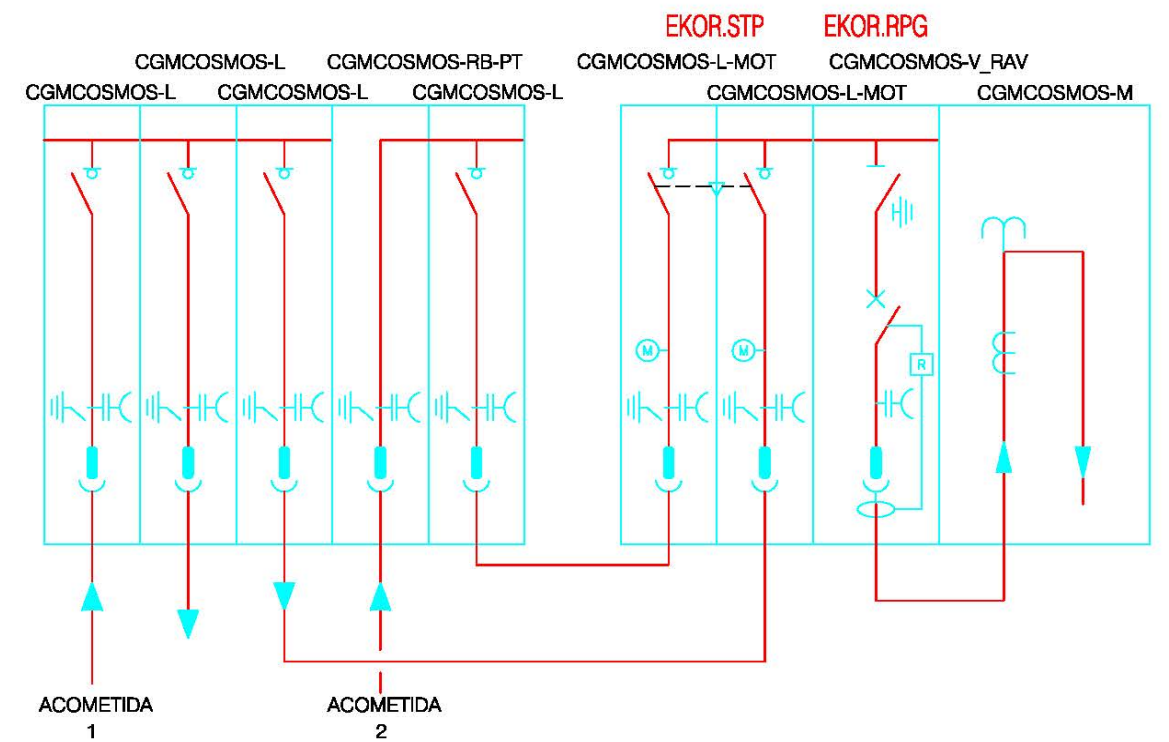 EKOR.STP EKOR.RPG
CGMCOSMOS-L CGMCOSMOS-RB-PT CGMCOSMOS-L-MOT CGMCOSMOS-V_RAV
CGMCOSMOS-L CGMCOSMOS-L CGMCOSMOS-L CGMCOSMOS-L-MOT CGMCOSMOS-M
M M
R
ACOMETIDA ACOMETIDA
1 2